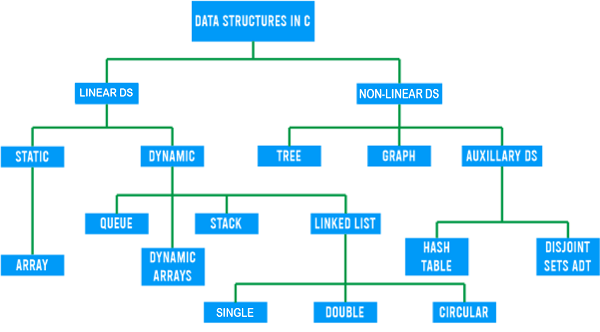 DATA STRUCTURES IN C
LINEAR DS
NON-LINEAR DS
STATIC
DYNAMIC
TREE
GRAPH
AUXILLARY DS
QUEUE
STACK
LINKED LIST
ARRAY
DYNAMIC
ARRAYS
HASH
TABLE
DISJOINT
SETS ADT
SINGLE
DOUBLE
CIRCULAR